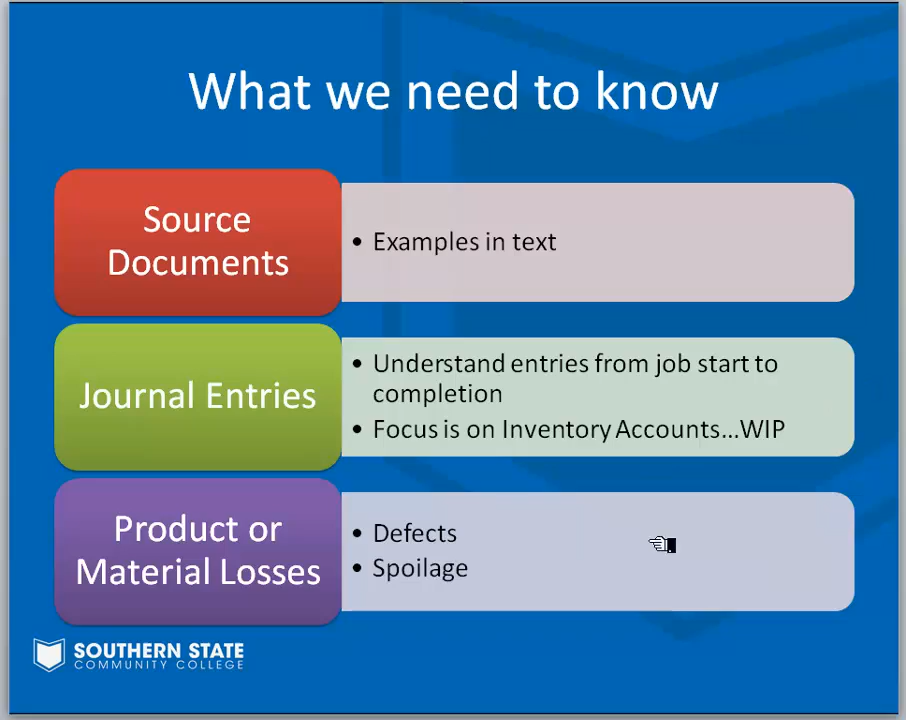 What we need to know
Source
Documents
• Examples in text
Journal Entries
• Understand entries from job start to
completion
• Focus is on Inventory Accounts...WIP
Product or
Material Losses
• Defects
• Spoilage
SOUTHERN STATE
COMMUNITY COLLEGE